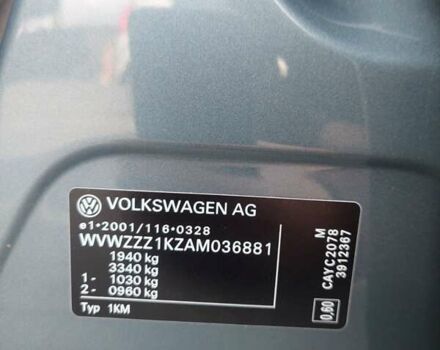 VOLKSWAGEN AG
e1*2001/116*0328
WVWZZZ1KZAM036881
1940 kg
3340 kg
1- 1030 kg
2- 0960 kg
Typ 1KM
0,60
CAYC2078
M
3912367